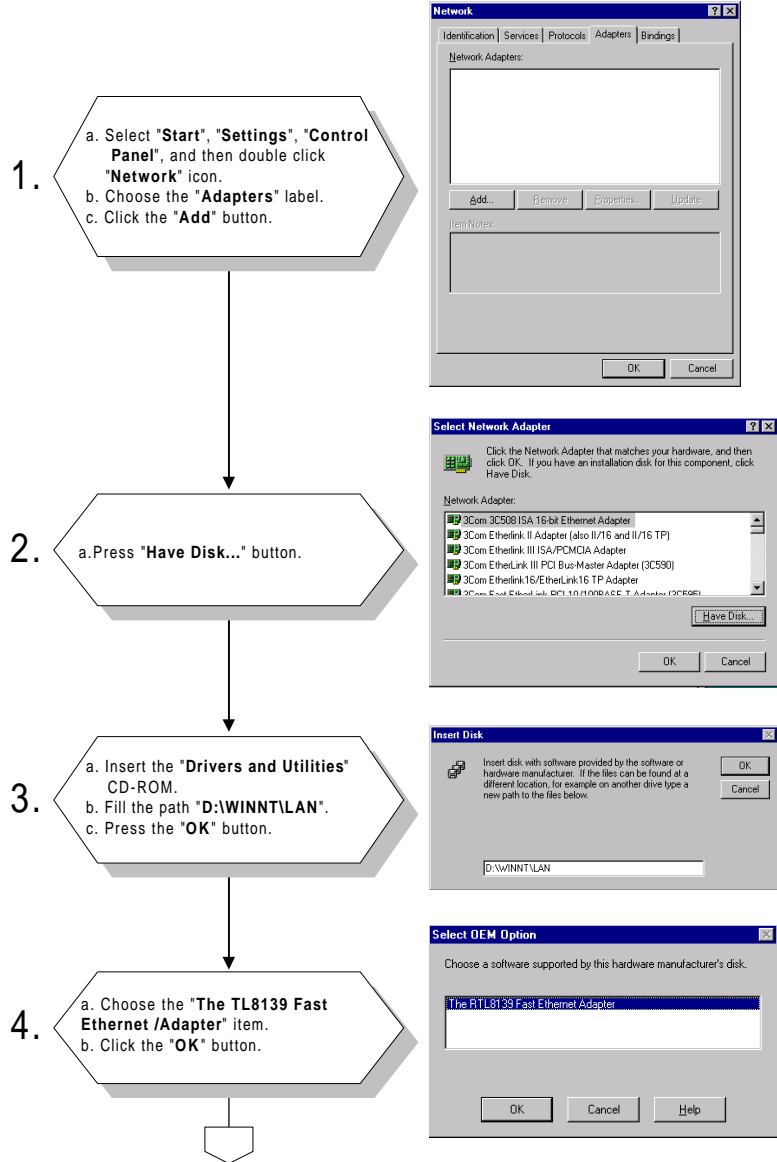 1.
a. Select "Start", "Settings", "Control
Panel", and then double click
"Network" icon.
b. Choose the "Adapters" label.
c. Click the "Add" button.
Network
Identification Services Protocols Adapters Bindings
Network Adapters:
Add... Remove Properties... Update
Item Notes:
OK Cancel
2.
a.Press "Have Disk..." button.
Select Network Adapter
Click the Network Adapter that matches your hardware, and then
click OK. If you have an installation disk for this component, click
Have Disk.
Network Adapter:
3Com 3C508 ISA 16-bit Ethernet Adapter
3Com Etherlink II Adapter (also II/16 and II/16 TP)
3Com Etherlink III ISA/PCMCIA Adapter
3Com EtherLink III PCI Bus-Master Adapter (3C590)
3Com Etherlink16/EtherLink16 TP Adapter
3Com Fast EtherLink PCI 10/100BASE-T Adapter (3C595)
Have Disk...
OK Cancel
3.
a. Insert the "Drivers and Utilities"
CD-ROM.
b. Fill the path "D:\WINNT\LAN".
c. Press the "OK" button.
Insert Disk
Insert disk with software provided by the software or
hardware manufacturer. If the files can be found at a
different location, for example on another drive type a
new path to the files below.
OK
Cancel
D:\WINNT\LAN
4.
a. Choose the "The TL8139 Fast
Ethernet /Adapter" item.
b. Click the "OK" button.
Select OEM Option
Choose a software supported by this hardware manufacturer's disk.
The RTL8139 Fast Ethernet Adapter
OK Cancel Help